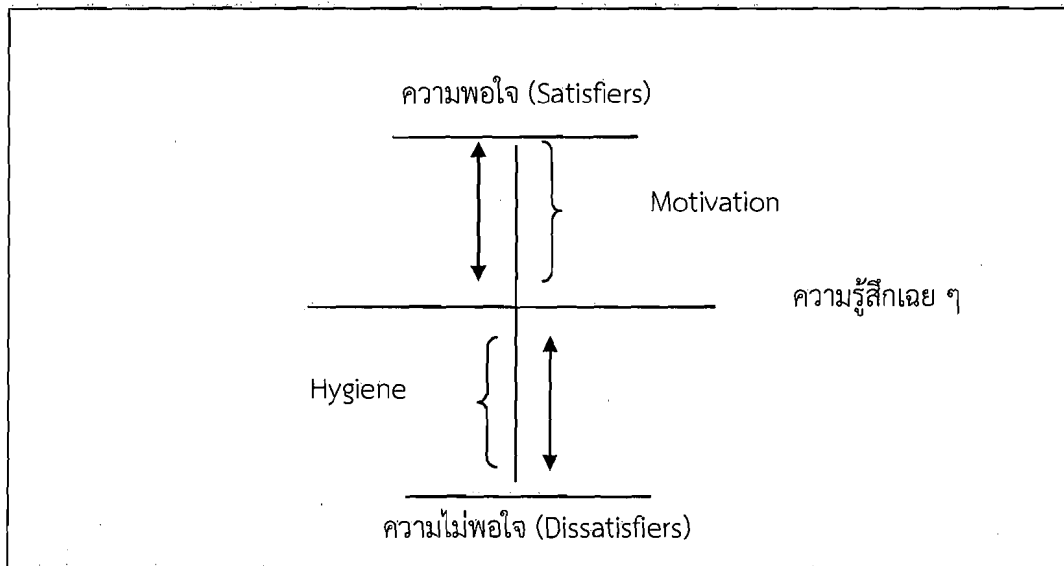 ความพอใจ (Satisfiers)
Motivation
ความรู้สึกเฉย ๆ
Hygiene
ความไม่พอใจ (Dissatisfiers)